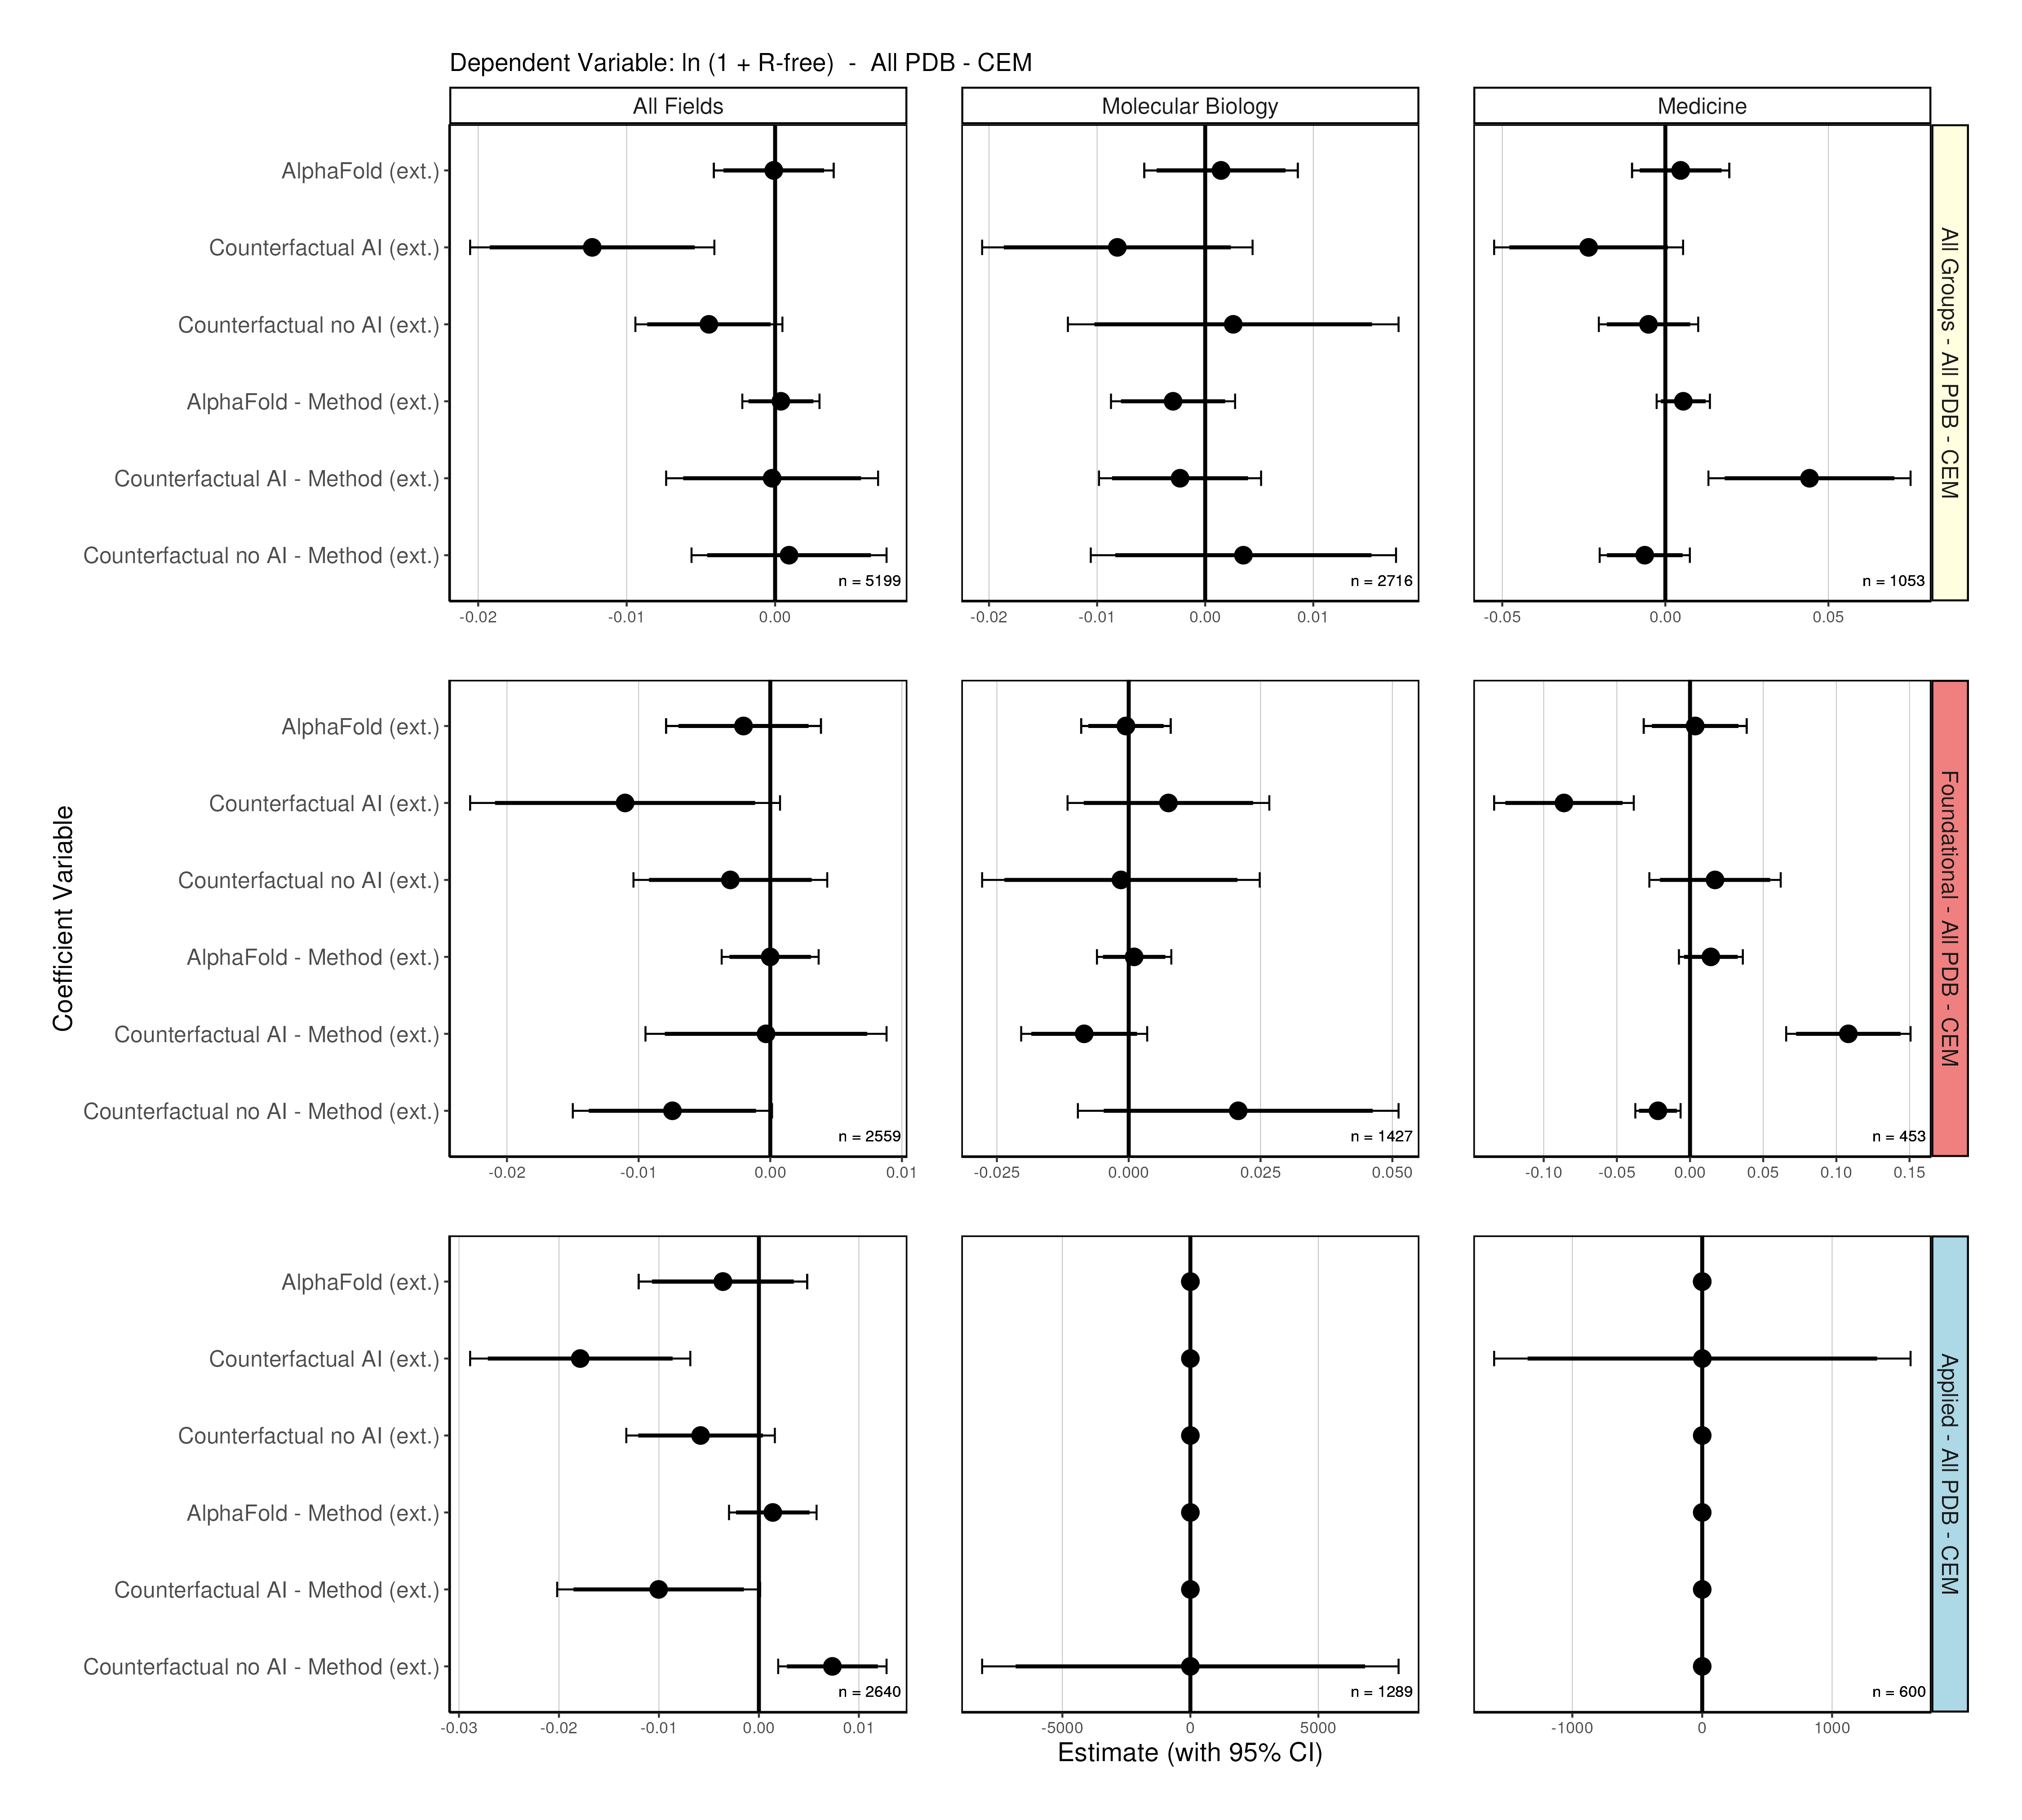 Dependent Variable: ln (1 + R-free)  -  All PDB - CEM
All Fields
Molecular Biology
Medicine
AlphaFold (ext.)
Counterfactual AI (ext.)
Counterfactual no AI (ext.)
AlphaFold - Method (ext.)
Counterfactual AI - Method (ext.)
Counterfactual no AI - Method (ext.)
n = 5199
n = 2716
n = 1053
All Groups - All PDB - CEM
-0.02 -0.01 0.00
-0.02 -0.01 0.00 0.01
-0.05 0.00 0.05
Coefficient Variable
AlphaFold (ext.)
Counterfactual AI (ext.)
Counterfactual no AI (ext.)
AlphaFold - Method (ext.)
Counterfactual AI - Method (ext.)
Counterfactual no AI - Method (ext.)
n = 2559
n = 1427
n = 453
Foundational - All PDB - CEM
-0.02 -0.01 0.00 0.01
-0.025 0.000 0.025 0.050
-0.10 -0.05 0.00 0.05 0.10 0.15
AlphaFold (ext.)
Counterfactual AI (ext.)
Counterfactual no AI (ext.)
AlphaFold - Method (ext.)
Counterfactual AI - Method (ext.)
Counterfactual no AI - Method (ext.)
n = 2640
n = 1289
n = 600
Applied - All PDB - CEM
-0.03 -0.02 -0.01 0.00 0.01
-5000 0 5000
-1000 0 1000
Estimate (with 95% CI)